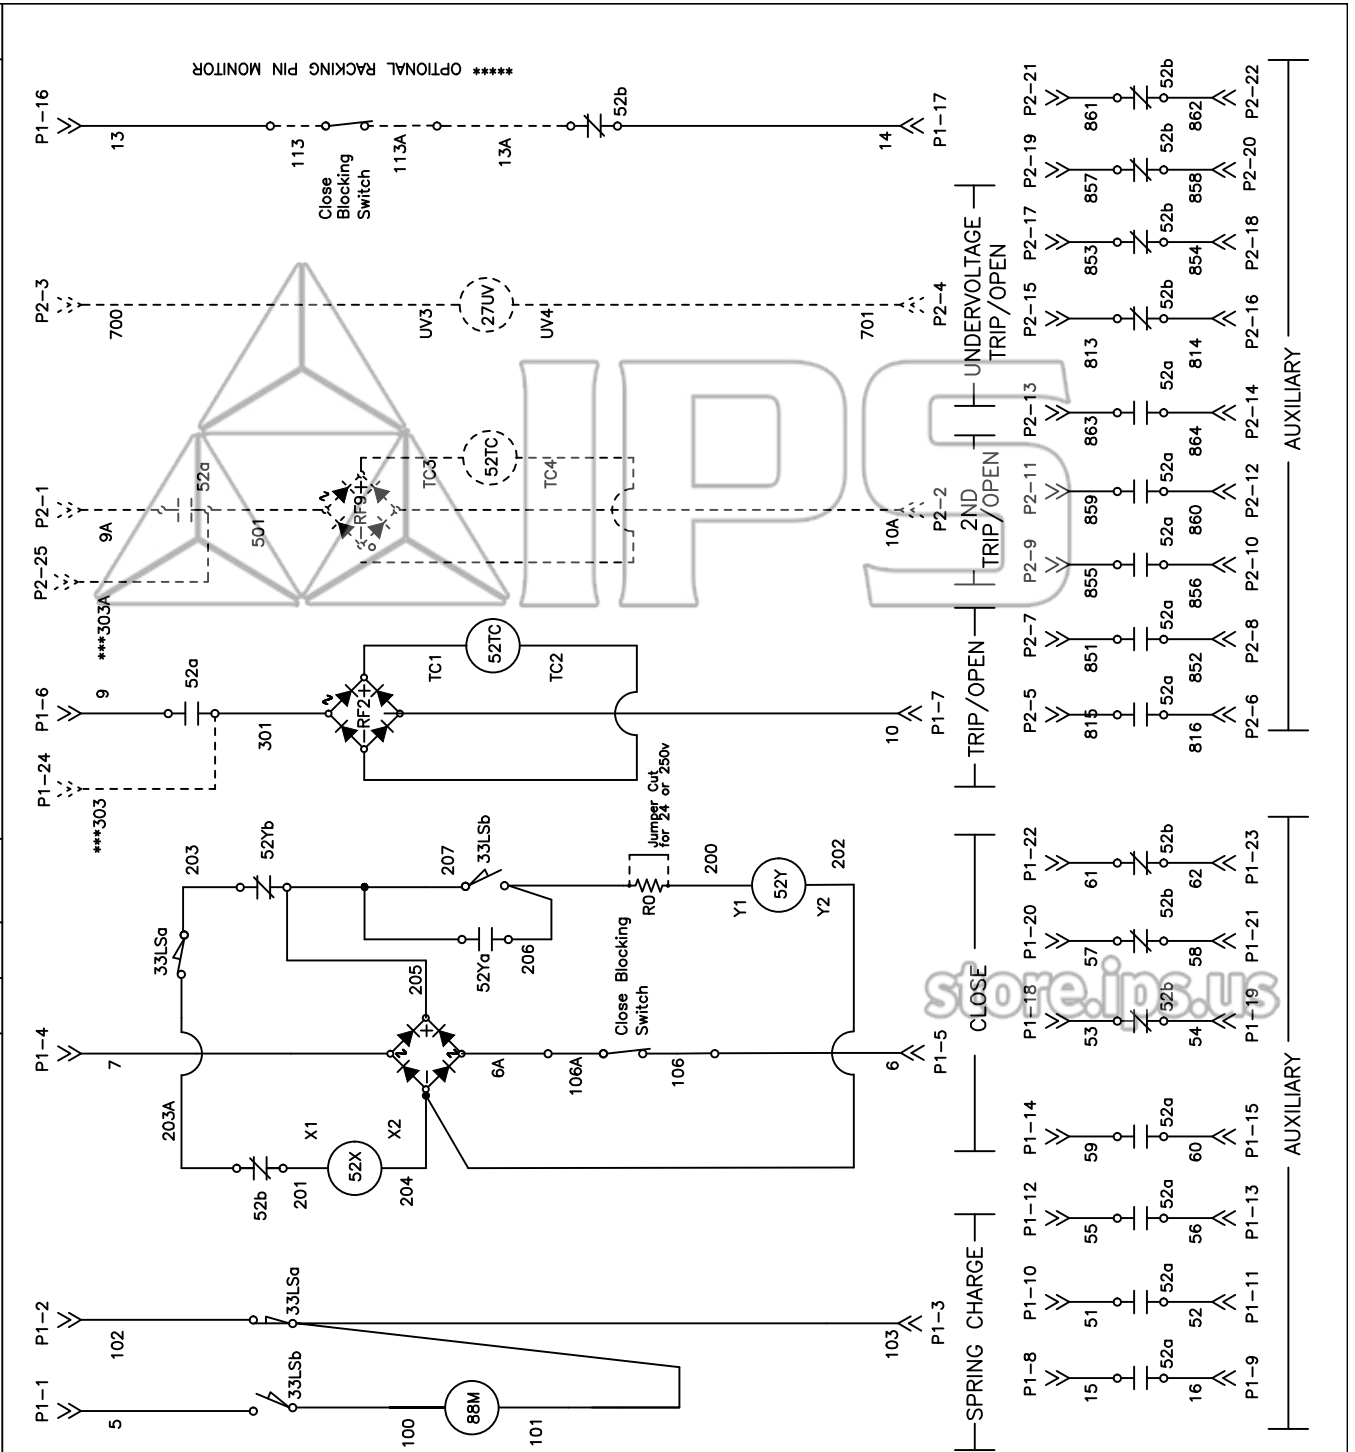 P1-1
5
33LSb
100
88M
101
P1-2
102
33LSa
103
P1-3
SPRING CHARGE
P1-4
7
203A
33LSa
203
52Yb
52b
201
X1
52X
X2
204
205
207
33LSb
52Ya
206
6A
106A
Close Blocking
Switch
106
RO
Jumper Cut
for 24 or 250v
200
Y1
52Y
Y2
202
6
P1-5
CLOSE
P1-24
***303
P1-6
9
52a
301
RF2
TC1
52TC
TC2
10
P1-7
TRIP/OPEN
P2-25
***303A
P2-1
9A
52a
501
RF9
TC3
52TC
TC4
10A
P2-2
2ND
TRIP/OPEN
P2-3
700
UV3
27UV
UV4
701
P2-4
UNDERVOLTAGE
TRIP/OPEN
P1-16
13
113
Close
Blocking
Switch
113A
13A
52b
14
P1-17
***** OPTIONAL RACKING PIN MONITOR
P1-8
15
52a
16
P1-9
P1-10
51
52a
52
P1-11
P1-12
55
52a
56
P1-13
P1-14
59
52a
60
P1-15
P1-18
53
52b
54
P1-19
P1-20
57
52b
58
P1-21
P1-22
61
52b
62
P1-23
AUXILIARY
P2-5
815
52a
816
P2-6
P2-7
851
52a
852
P2-8
P2-9
855
52a
856
P2-10
P2-11
859
52a
860
P2-12
P2-13
863
52a
864
P2-14
P2-15
813
52b
814
P2-16
P2-17
853
52b
854
P2-18
P2-19
857
52b
858
P2-20
P2-21
861
52b
862
P2-22
AUXILIARY
IPS
store.ips.us